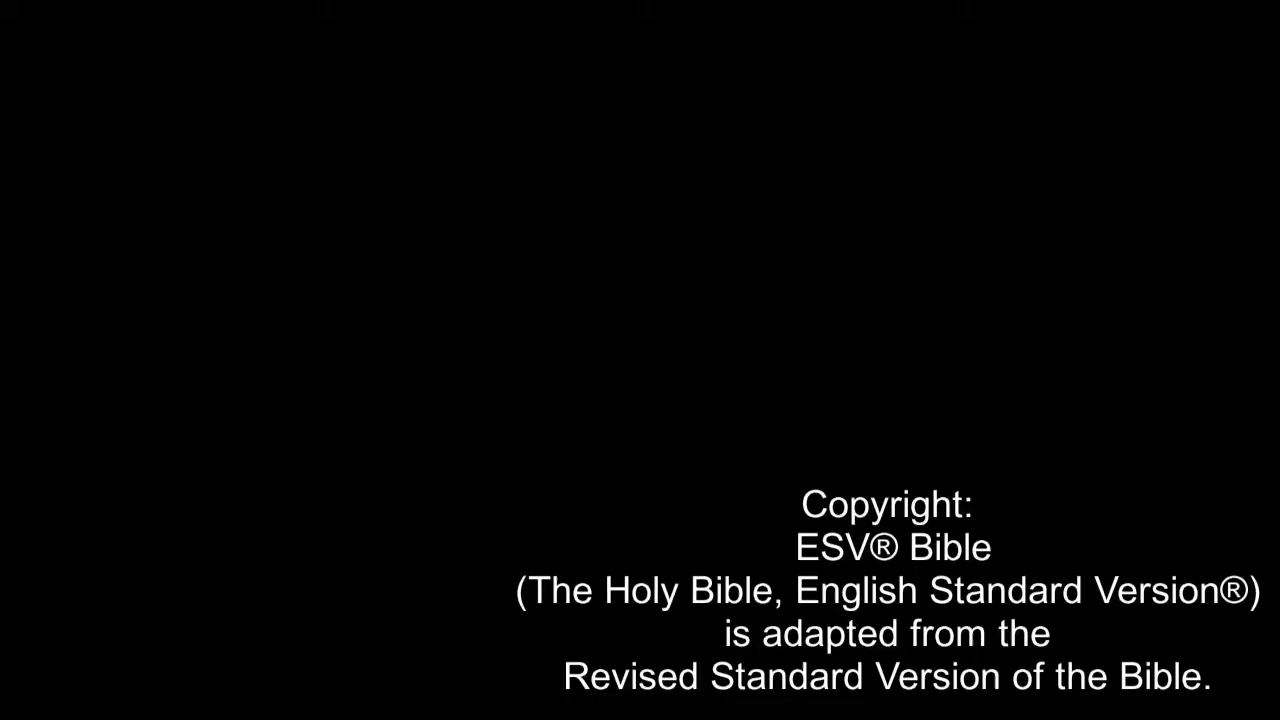 Copyright:
ESV® Bible
(The Holy Bible, English Standard Version®)
is adapted from the
Revised Standard Version of the Bible.